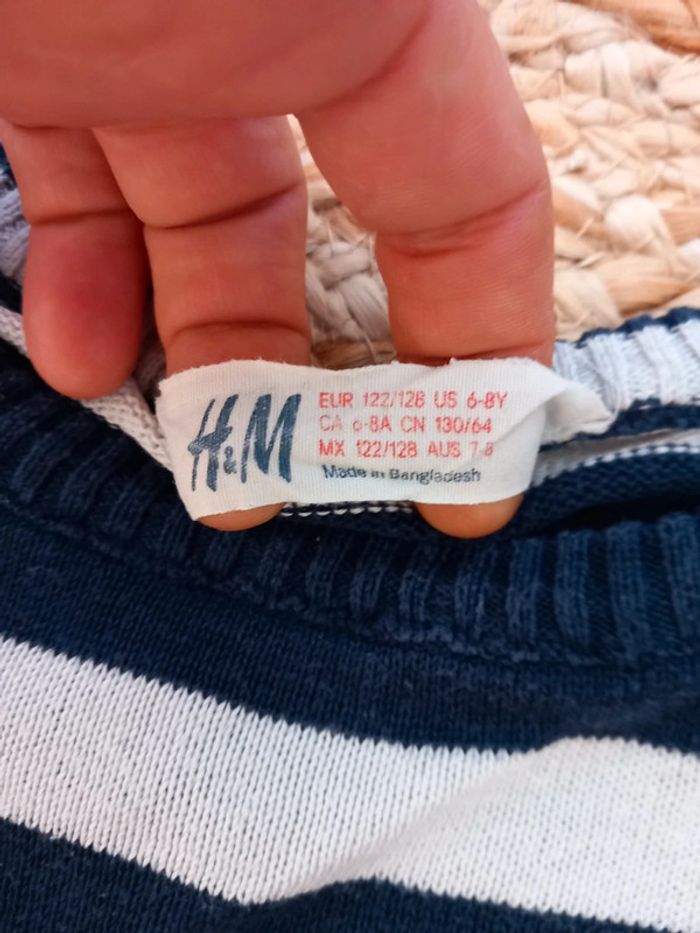 H&M
EUR 122/128 US 6-8Y
CA 6-8A CN 130/64
MX 122/128 AUS 7-8
Made in Bangladesh